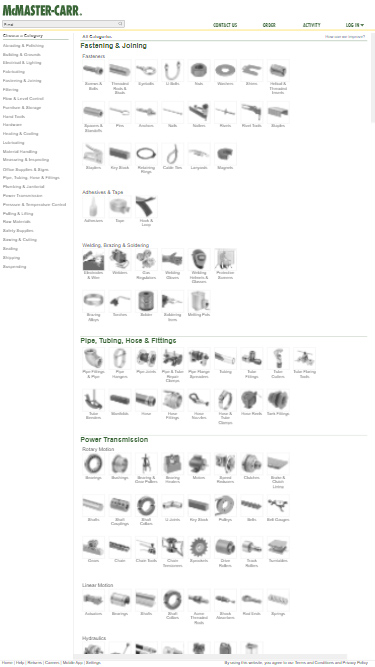 McMASTER-CARR.
CONTACT US
ORDER
ACTIVITY
LOG IN
Choose a Category
Abrading & Polishing
Building & Grounds
Electrical & Lighting
Fabricating
Fastening & Joining
Filtering
Flow & Level Control
Furniture & Storage
Hand Tools
Hardware
Heating & Cooling
Lubricating
Material Handling
Measuring & Inspecting
Office Supplies & Signs
Pipe, Tubing, Hose & Fittings
Plumbing & Janitorial
Power Transmission
Pressure & Temperature Control
Pulling & Lifting
Raw Materials
Safety Supplies
Sawing & Cutting
Sealing
Shipping
Suspending
All Categories
How can we improve?
Fastening & Joining
Fasteners
Screws & Bolts
Threaded Rods & Studs
Eyebolts
U-Bolts
Nuts
Washers
Shims
Helical & Threaded Inserts
Spacers & Standoffs
Pins
Anchors
Nails
Rivets
Rivet Tools
Staples
Staplers
Key Stock
Retaining Rings
Cable Ties
Lanyards
Magnets
Adhesives & Tape
Adhesives
Tape
Hook & Loop
Welding, Brazing & Soldering
Electrodes & Wire
Welders
Gas Regulators
Welding Gloves
Welding Helmets & Glasses
Protective Screens
Brazing Alloys
Torches
Solder
Soldering Irons
Melting Pots
Pipe, Tubing, Hose & Fittings
Pipe Fittings & Pipe
Pipe Hangers
Pipe Joints
Pipe & Tube Repair Clamps
Pipe Flange Spreaders
Tubing
Tube Fittings
Tube Cutters
Tube Flaring Tools
Tube Benders
Manifolds
Hose
Hose Fittings
Hose Nozzles
Hose & Tube Clamps
Hose Reels
Tank Fittings
Power Transmission
Rotary Motion
Bearings
Bushings
Bearing & Gear Pullers
Bearing Heaters
Motors
Speed Reducers
Clutches
Brake & Clutch Lining
Shafts
Shaft Couplings
Shaft Collars
U-Joints
Key Stock
Pulleys
Belts
Belt Gauges
Gears
Chain
Chain Tools
Chain Tensioners
Sprockets
Drive Rollers
Track Rollers
Turntables
Linear Motion
Actuators
Bearings
Shafts
Shaft Collars
Acme Threaded Rods
Shock Absorbers
Rod Ends
Springs
Hydraulics
Home | Help | Returns | Careers | Mobile App | Settings
By using this website, you agree to our Terms and Conditions and Privacy Policy